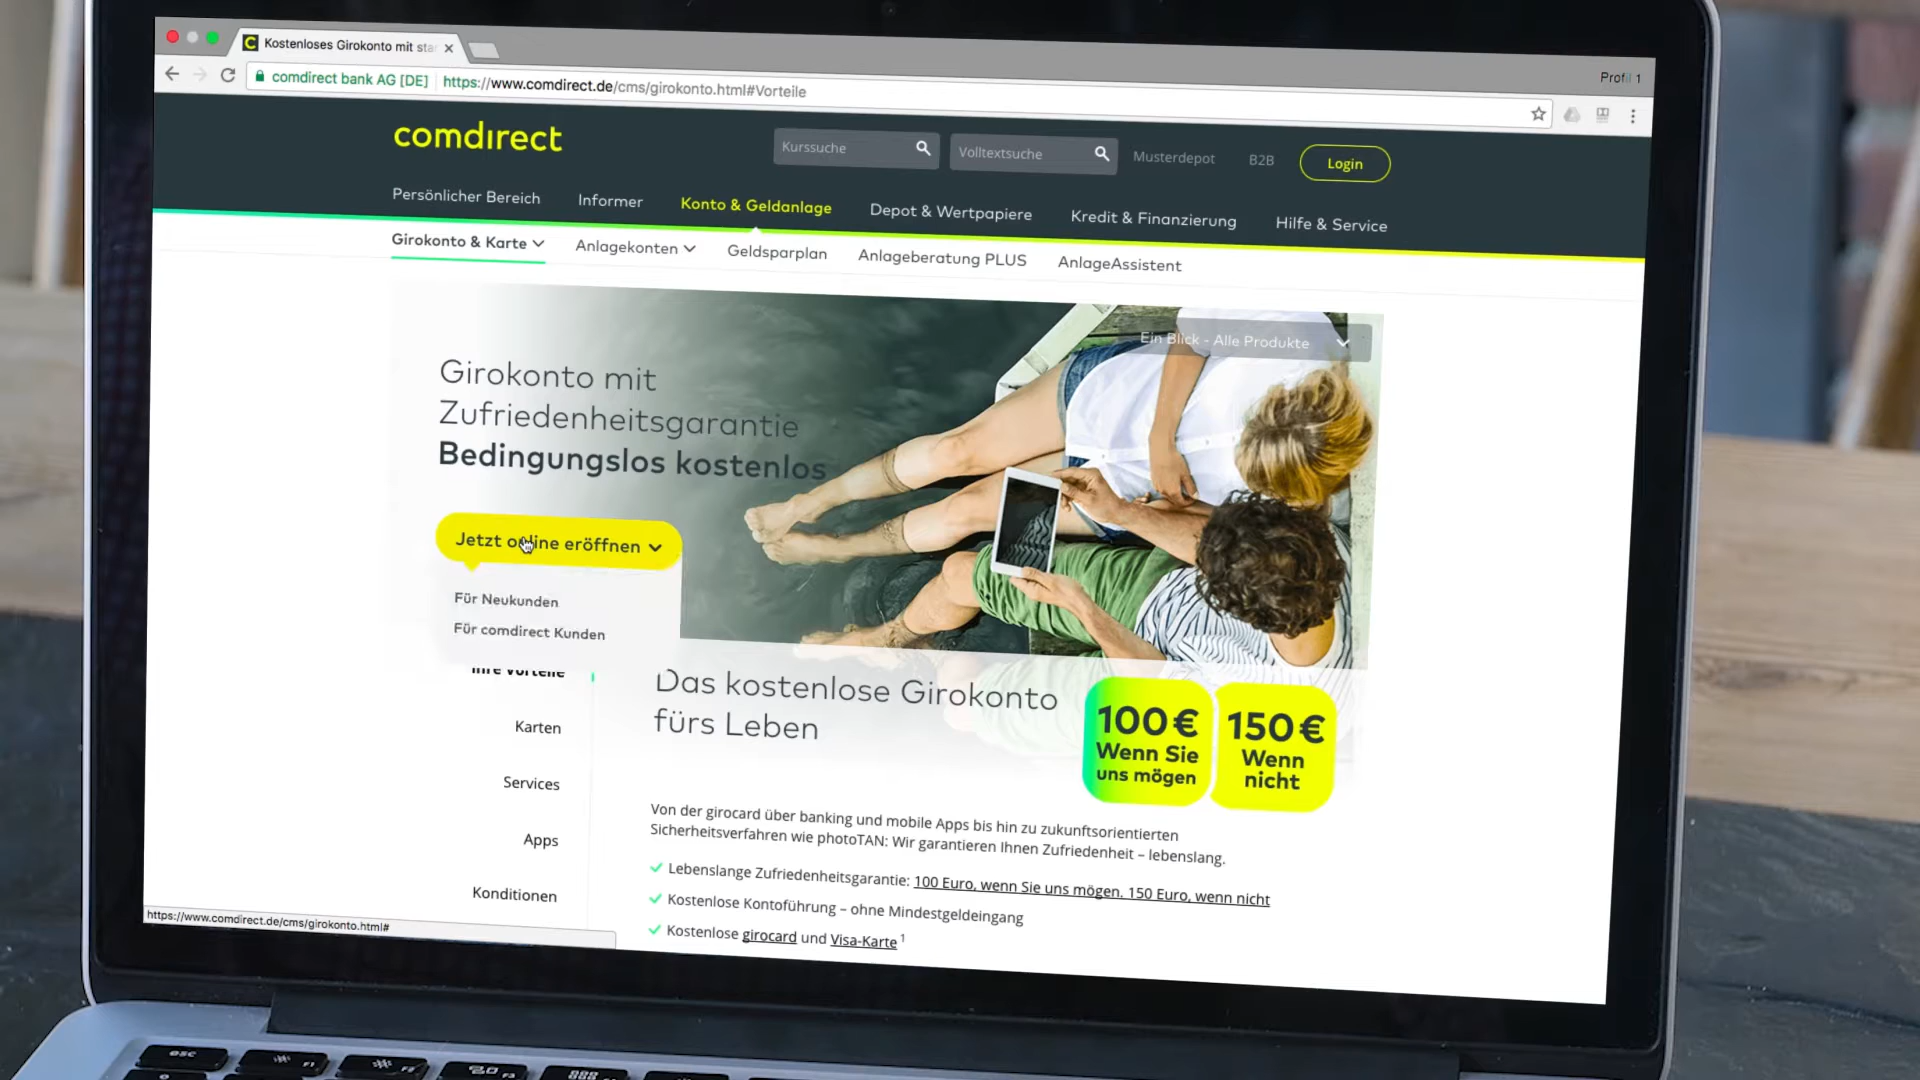 Kostenloses Girokonto mit sta
Profil 1
comdirect bank AG [DE] https://www.comdirect.de/cms/girokonto.html#Vorteile
comdirect
Kurssuche
Volltextsuche
Musterdepot
B2B
Login
Persönlicher Bereich
Informer
Konto & Geldanlage
Depot & Wertpapiere
Kredit & Finanzierung
Hilfe & Service
Girokonto & Karte
Anlagekonten
Geldsparplan
Anlageberatung PLUS
AnlageAssistent
Ein Blick - Alle Produkte
Girokonto mit
Zufriedenheitsgarantie
Bedingungslos kostenlos
Jetzt online eröffnen
Für Neukunden
Für comdirect Kunden
Ihre Vorteile
Karten
Services
Apps
Konditionen
Das kostenlose Girokonto
fürs Leben
100 €
Wenn Sie
uns mögen
150 €
Wenn
nicht
Von der girocard über banking und mobile Apps bis hin zu zukunftsorientierten
Sicherheitsverfahren wie photoTAN: Wir garantieren Ihnen Zufriedenheit – lebenslang.
Lebenslange Zufriedenheitsgarantie: 100 Euro, wenn Sie uns mögen. 150 Euro, wenn nicht
Kostenlose Kontoführung – ohne Mindestgeldeingang
Kostenlose girocard und Visa-Karte 1
https://www.comdirect.de/cms/girokonto.html#
esc
F1
F2
F3